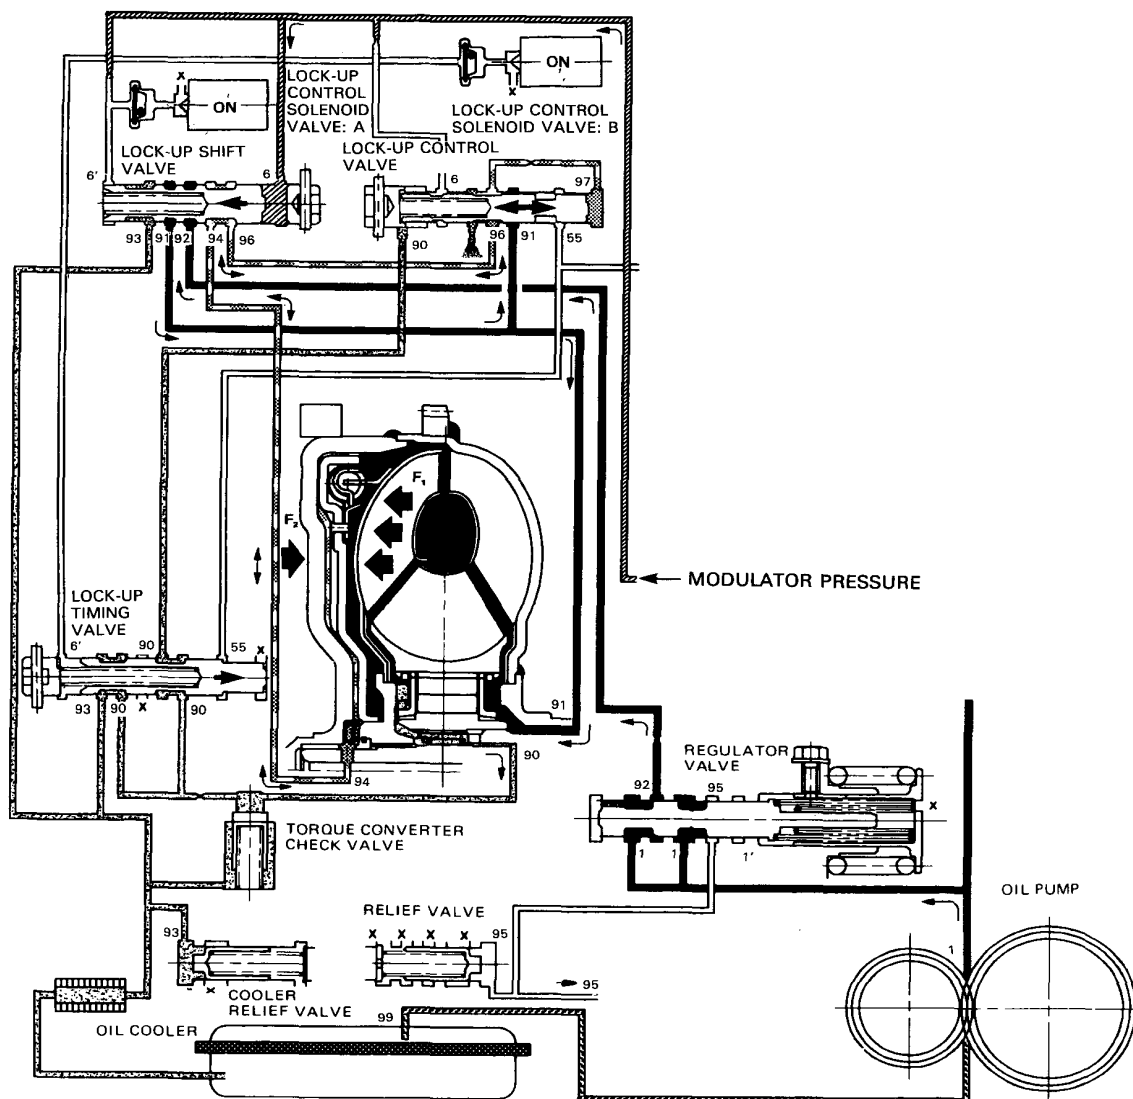 ON
LOCK-UP
CONTROL
SOLENOID
VALVE: A
ON
LOCK-UP CONTROL
SOLENOID VALVE: B
x
x
LOCK-UP SHIFT
VALVE
LOCK-UP CONTROL
VALVE
6'
6
6
97
93
91
92
94
96
90
96
91
55
F₁
F₂
MODULATOR PRESSURE
LOCK-UP
TIMING
VALVE
6'
90
55
x
93
90
x
90
91
90
94
REGULATOR
VALVE
92
95
x
1
1
1'
TORQUE CONVERTER
CHECK VALVE
OIL PUMP
RELIEF VALVE
x
x
x
x
95
93
1
x
95
COOLER
RELIEF VALVE
OIL COOLER
99